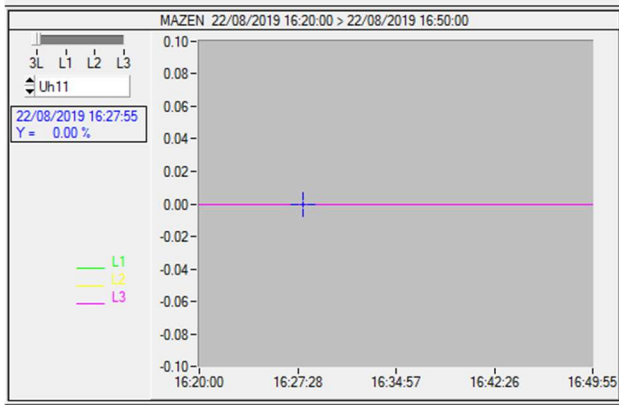 MAZEN 22/08/2019 16:20:00 > 22/08/2019 16:50:00
3L L1 L2 L3
Uh11
22/08/2019 16:27:55
Y = 0.00 %
L1
L2
L3
0.10
0.08
0.06
0.04
0.02
0.00
-0.02
-0.04
-0.06
-0.08
-0.10
16:20:00 16:27:28 16:34:57 16:42:26 16:49:55